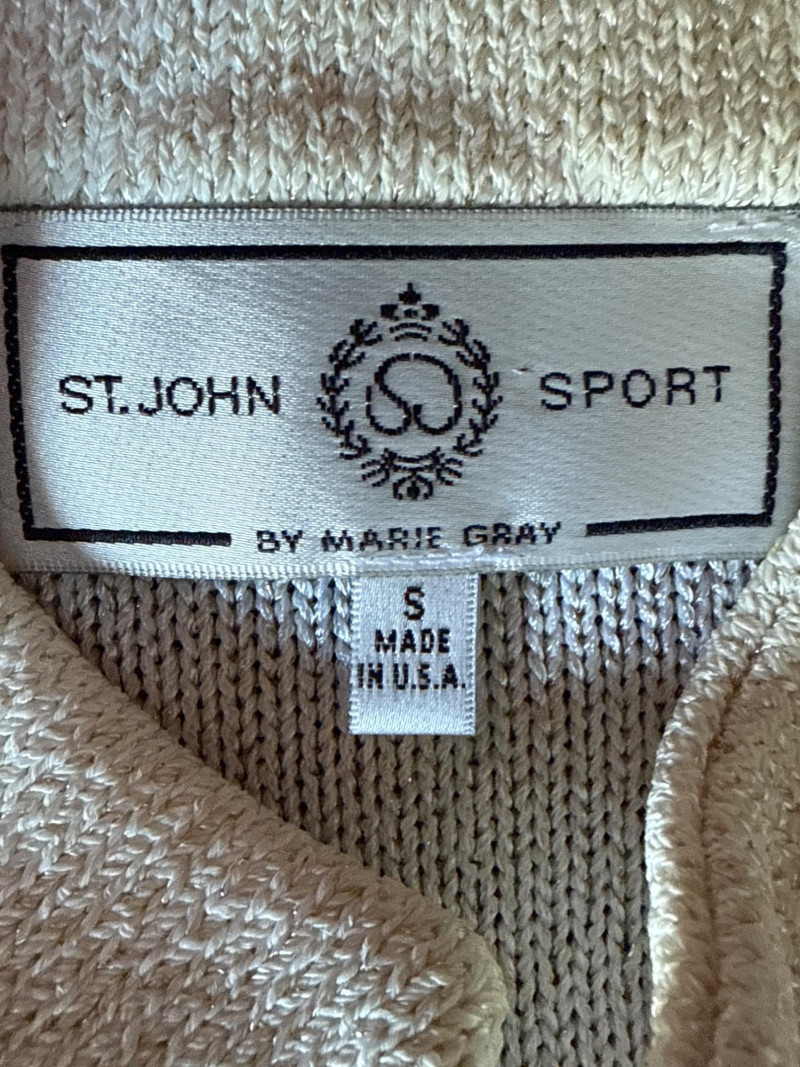 ST. JOHN SPORT
BY MARIE GRAY
S
MADE
IN U.S.A.